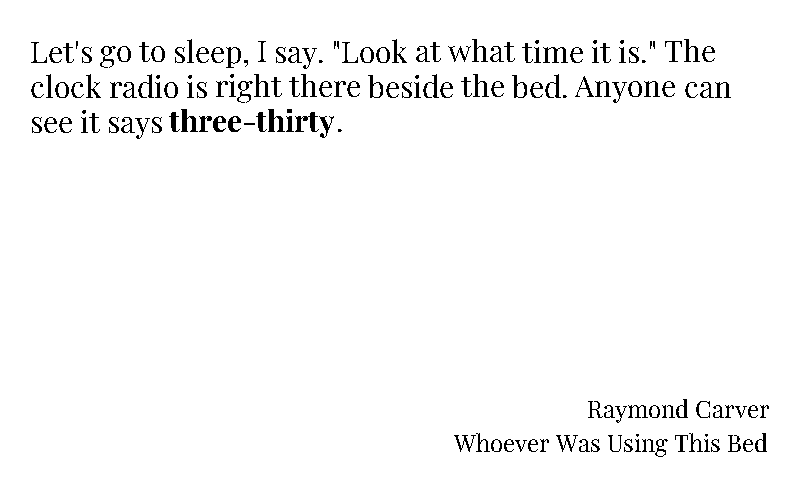 Let's go to sleep, I say. "Look at what time it is." The
clock radio is right there beside the bed. Anyone can
see it says three-thirty.
Raymond Carver
Whoever Was Using This Bed